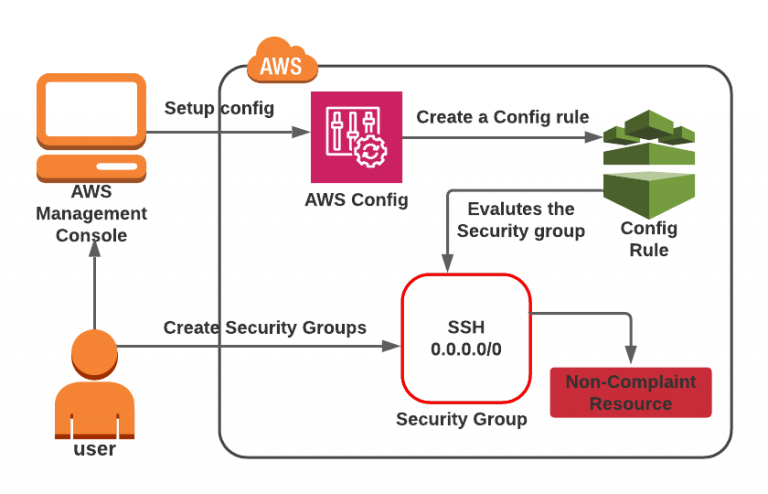 AWS
Setup config
Create a Config rule
AWS
Management
Console
AWS Config
Evalutes the
Security group
Config
Rule
Create Security Groups
SSH
0.0.0.0/0
Non-Complaint
Resource
Security Group
user